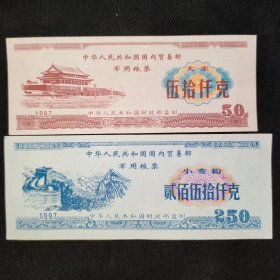 中华人民共和国国内贸易部
军用粮票
大米
伍拾仟克
1997
中华人民共和国财政部监制
50
中华人民共和国国内贸易部
军用粮票
小麦粉
贰佰伍拾仟克
1997
中华人民共和国财政部监制
250